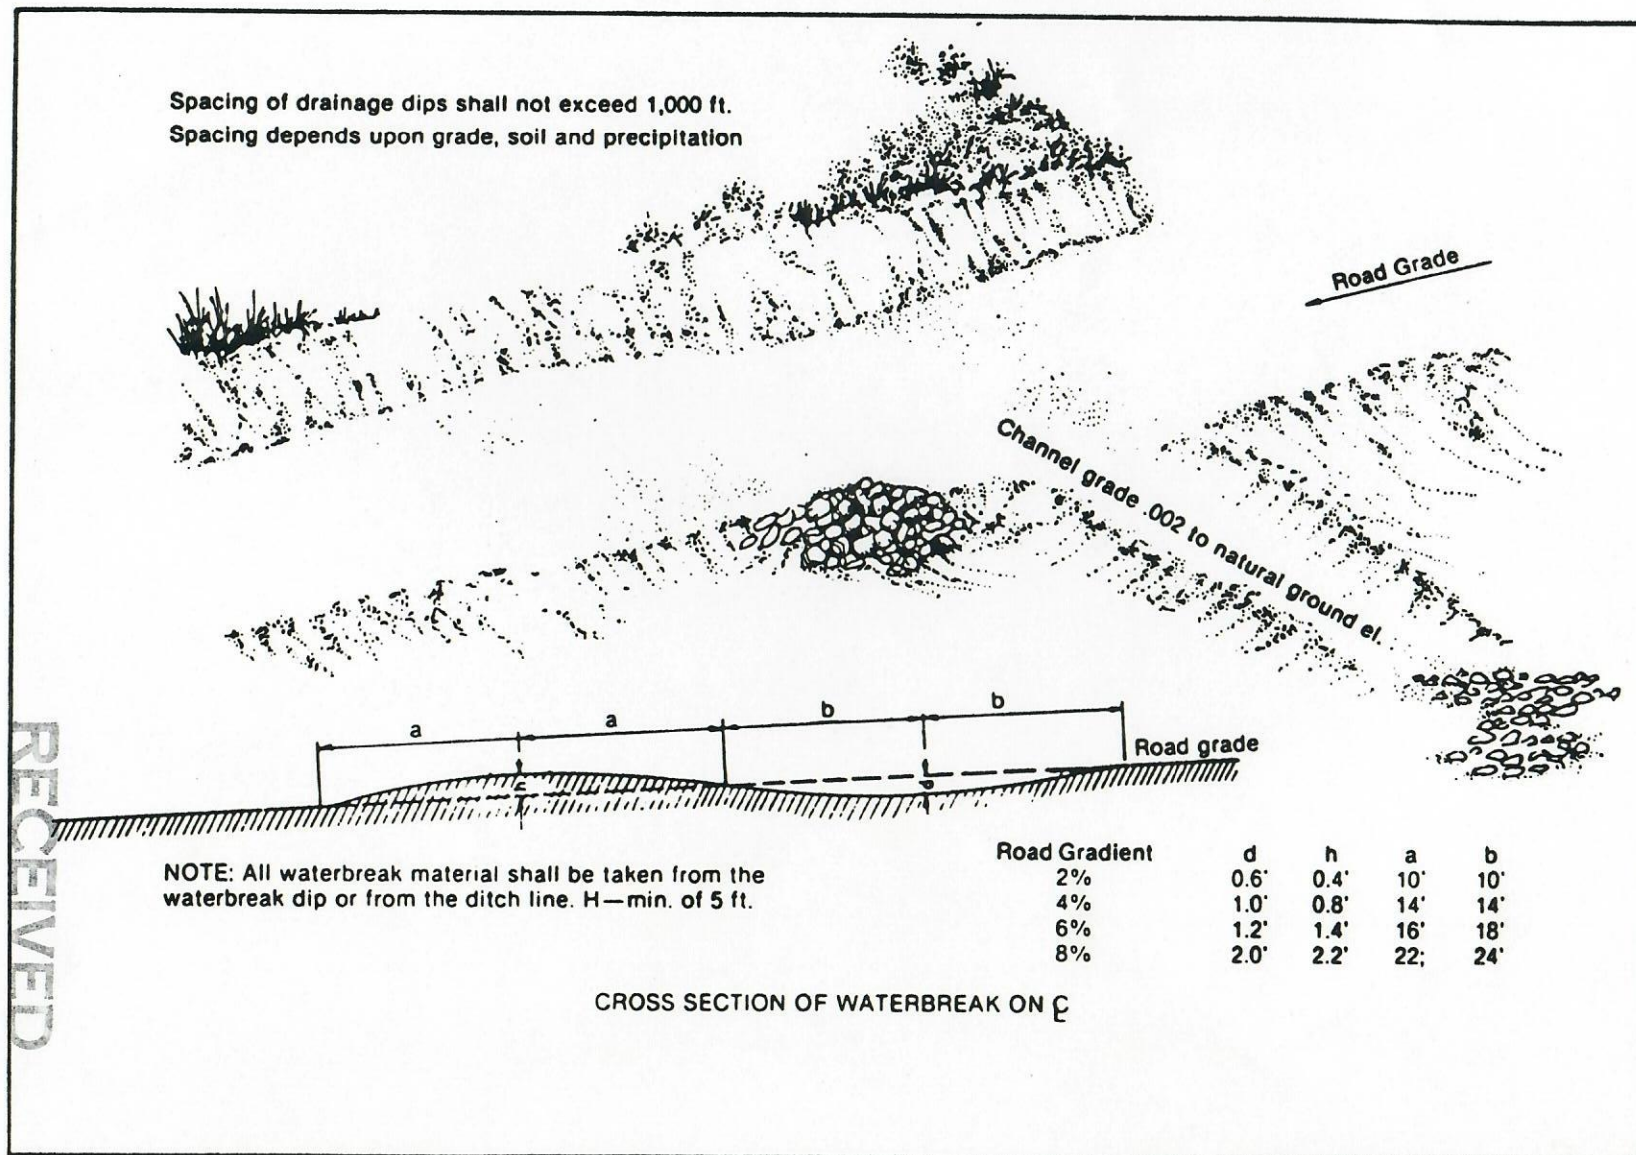 Spacing of drainage dips shall not exceed 1,000 ft.
Spacing depends upon grade, soil and precipitation
Road Grade
Channel grade .002 to natural ground el.
a a b b
Road grade
h d
RECEIVED
NOTE: All waterbreak material shall be taken from the
waterbreak dip or from the ditch line. H—min. of 5 ft.
Road Gradient d h a b
2% 0.6' 0.4' 10' 10'
4% 1.0' 0.8' 14' 14'
6% 1.2' 1.4' 16' 18'
8% 2.0' 2.2' 22; 24'
CROSS SECTION OF WATERBREAK ON ℄